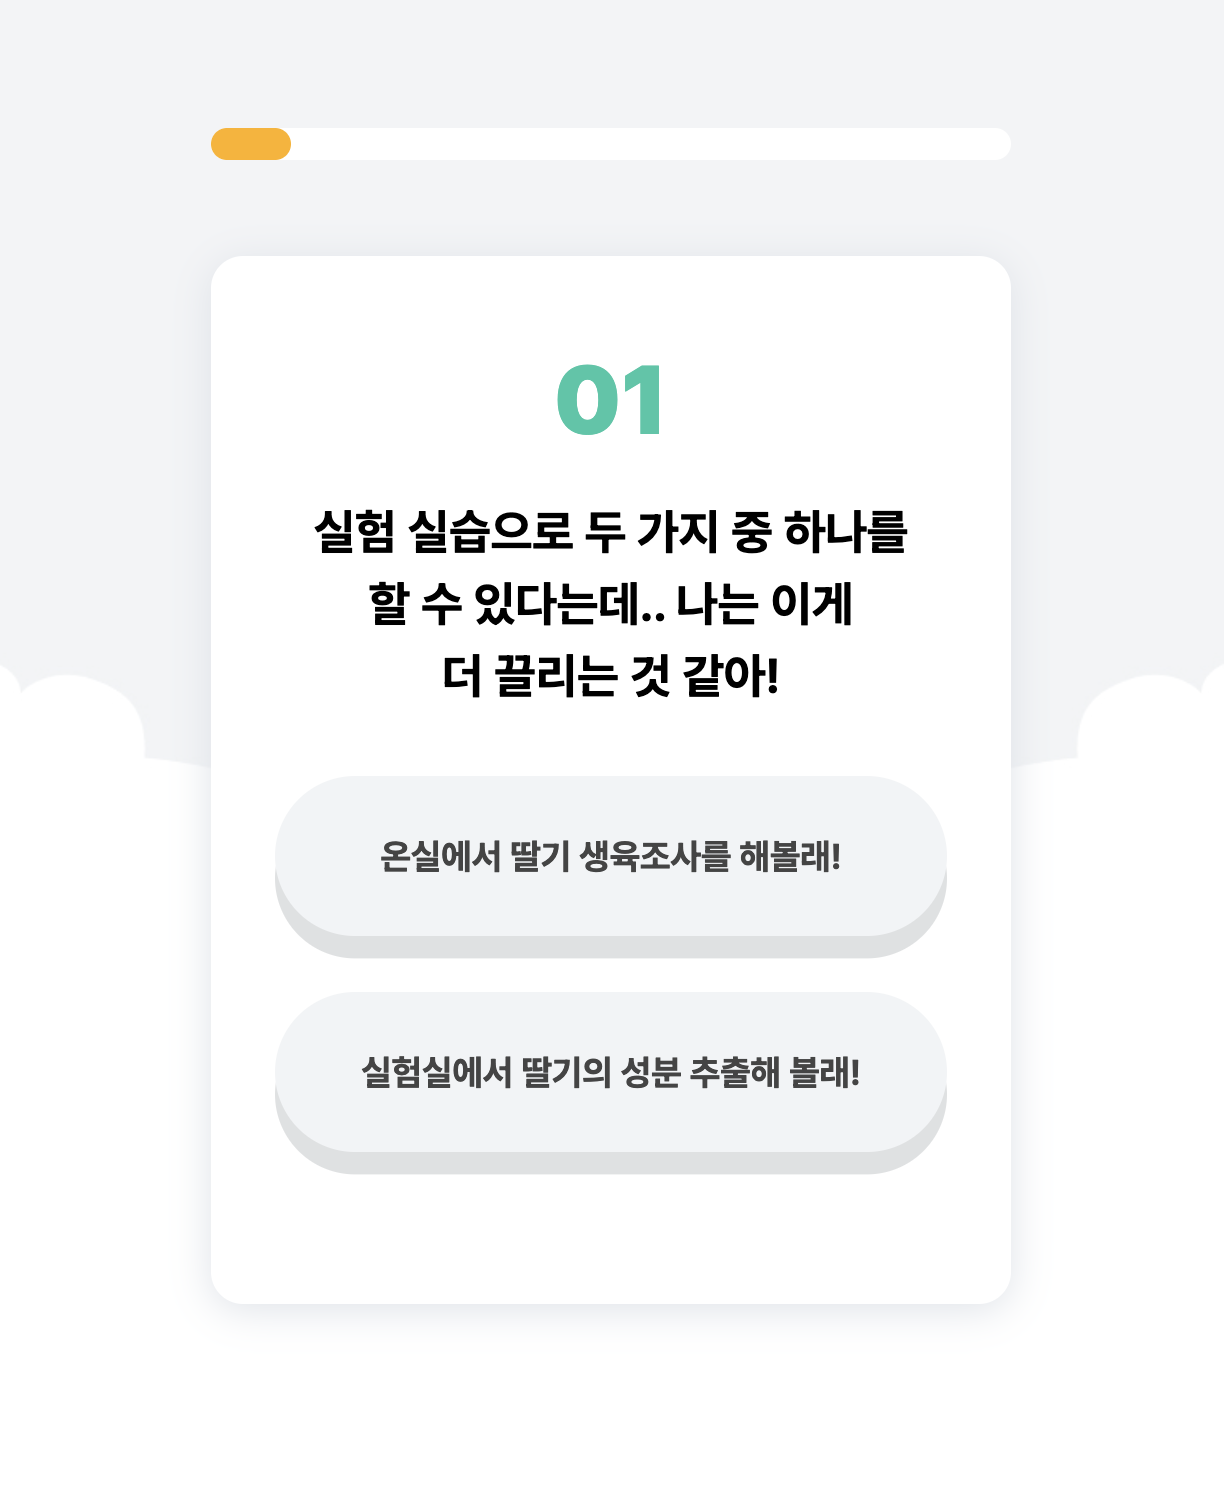 01
실험 실습으로 두 가지 중 하나를
할 수 있다는데.. 나는 이게
더 끌리는 것 같아!
온실에서 딸기 생육조사를 해볼래!
실험실에서 딸기의 성분 추출해 볼래!